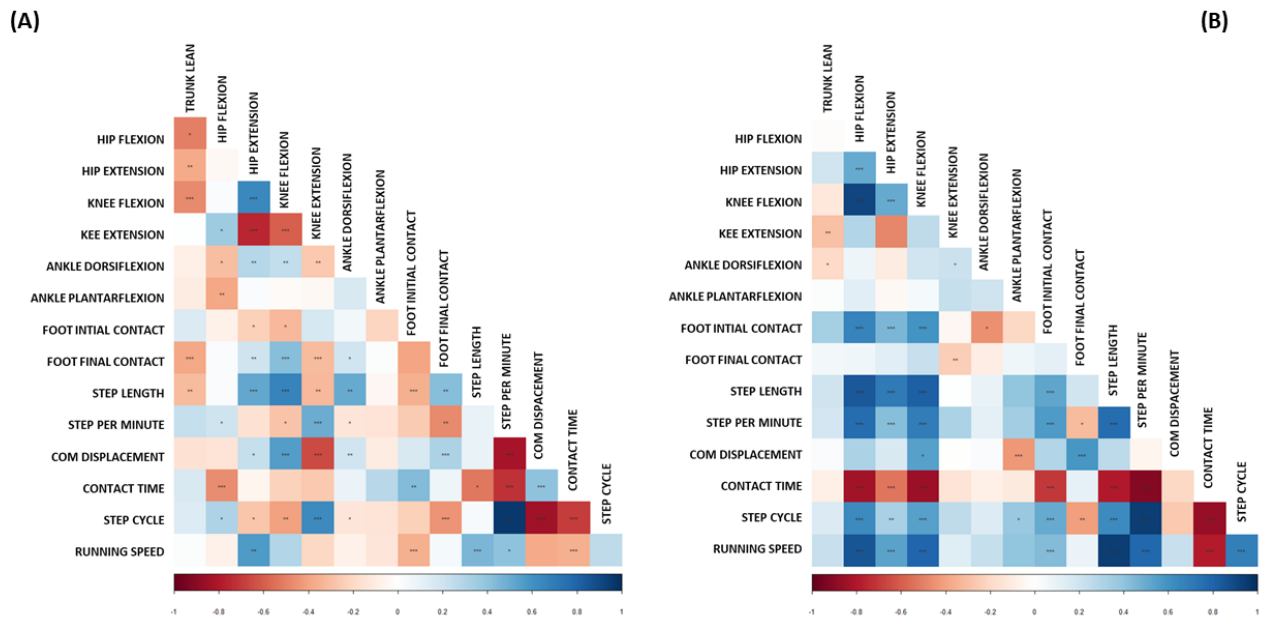 (A)
TRUNK LEAN
HIP FLEXION
HIP EXTENSION
KNEE FLEXION
KNEE EXTENSION
ANKLE DORSIFLEXION
ANKLE PLANTARFLEXION
FOOT INITIAL CONTACT
FOOT FINAL CONTACT
STEP LENGTH
STEP PER MINUTE
COM DISPACEMENT
CONTACT TIME
STEP CYCLE
HIP FLEXION
HIP EXTENSION
KNEE FLEXION
KEE EXTENSION
ANKLE DORSIFLEXION
ANKLE PLANTARFLEXION
FOOT INTIAL CONTACT
FOOT FINAL CONTACT
STEP LENGTH
STEP PER MINUTE
COM DISPLACEMENT
CONTACT TIME
STEP CYCLE
RUNNING SPEED
-1 -0.8 -0.6 -0.4 -0.2 0 0.2 0.4 0.6 0.8 1
(B)
TRUNK LEAN
HIP FLEXION
HIP EXTENSION
KNEE FLEXION
KNEE EXTENSION
ANKLE DORSIFLEXION
ANKLE PLANTARFLEXION
FOOT INITIAL CONTACT
FOOT FINAL CONTACT
STEP LENGTH
STEP PER MINUTE
COM DISPACEMENT
CONTACT TIME
STEP CYCLE
HIP FLEXION
HIP EXTENSION
KNEE FLEXION
KEE EXTENSION
ANKLE DORSIFLEXION
ANKLE PLANTARFLEXION
FOOT INTIAL CONTACT
FOOT FINAL CONTACT
STEP LENGTH
STEP PER MINUTE
COM DISPLACEMENT
CONTACT TIME
STEP CYCLE
RUNNING SPEED
-1 -0.8 -0.6 -0.4 -0.2 0 0.2 0.4 0.6 0.8 1